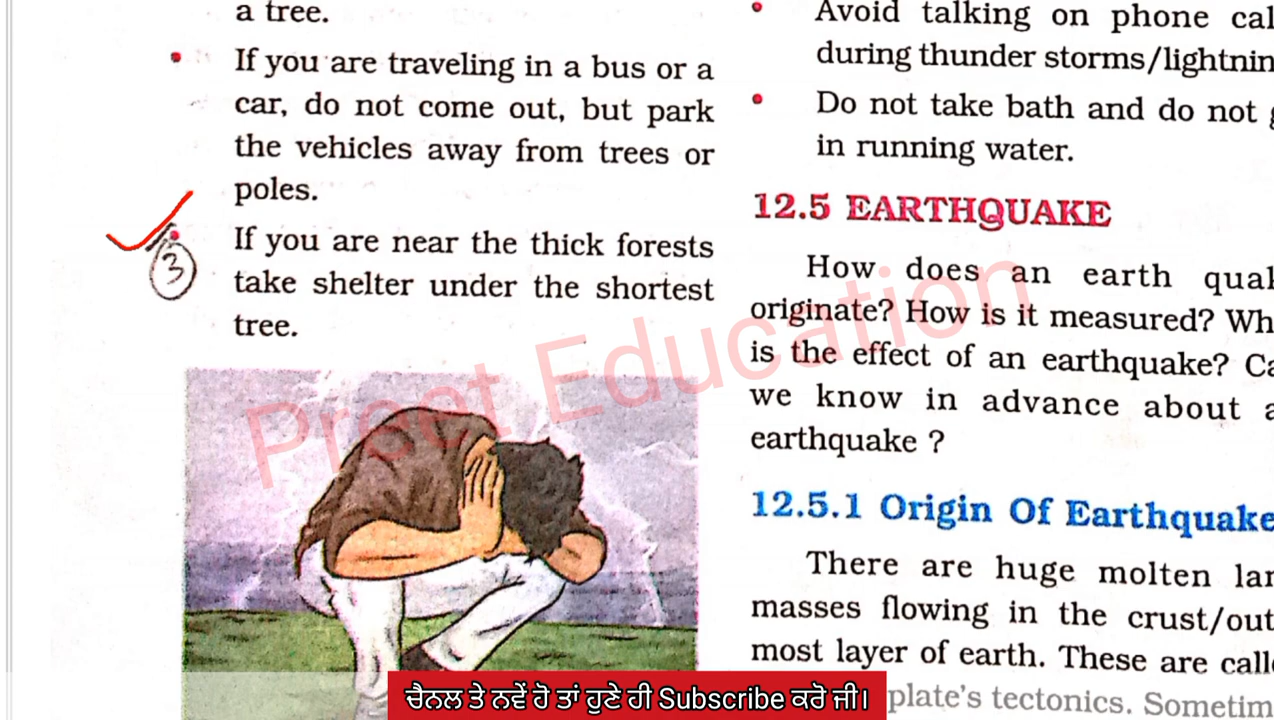 a tree.
If you are traveling in a bus or a
car, do not come out, but park
the vehicles away from trees or
poles.
3
If you are near the thick forests
take shelter under the shortest
tree.
Avoid talking on phone cal
during thunder storms/lightnin
Do not take bath and do not g
in running water.
12.5 EARTHQUAKE
How does an earth qual
originate? How is it measured? Wh
is the effect of an earthquake? Ca
we know in advance about a
earthquake ?
12.5.1 Origin Of Earthquake
There are huge molten lar
masses flowing in the crust/out
most layer of earth. These are calle
plate's tectonics. Sometim
Preet Education
ਚੈਨਲ ਤੇ ਨਵੇਂ ਹੋ ਤਾਂ ਹੁਣੇ ਹੀ Subscribe ਕਰੋ ਜੀ।